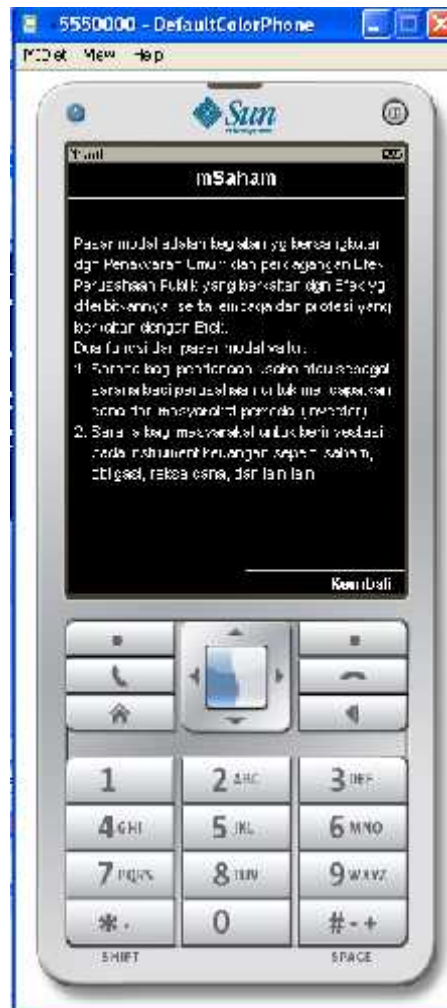 5550000 - DefaultColorPhone
MIDlet View Help
Sun
mSaham
Pasar modal adalah kegiatan yg bersangkutan
dgn Penawaran Umum dan perdagangan Efek
Perusahaan Publik yang berkaitan dgn Efek yg
diterbitkannya, serta lembaga dan profesi yang
berkaitan dengan Efek.
Dua fungsi dari pasar modal yaitu:
1. Sarana bagi pendanaan usaha atau sebagai
sarana bagi perusahaan untuk mendapatkan
dana dari masyarakat pemodal (investor)
2. Sarana bagi masyarakat untuk berinvestasi
pada instrument keuangan seperti saham,
obligasi, reksa dana, dan lain lain
Kembali
1 2 ABC 3 DEF
4 GHI 5 JKL 6 MNO
7 PQRS 8 TUV 9 WXYZ
* . 0 # - +
SHIFT SPACE